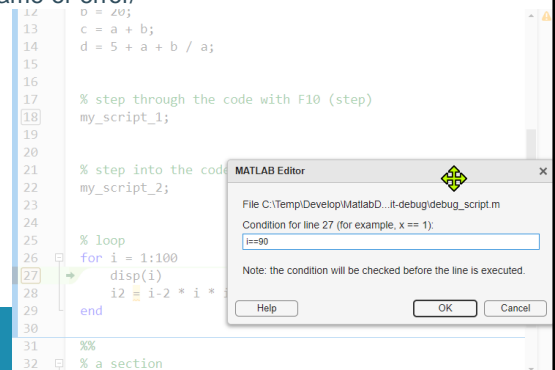 12 b = 20;
13 c = a + b;
14 d = 5 + a + b / a;
15
16
17 % step through the code with F10 (step)
18 my_script_1;
19
20
21 % step into the code
22 my_script_2;
23
24
25 % loop
26 for i = 1:100
27 disp(i)
28 i2 = i-2 * i *
29 end
30
31 %%
32 % a section
MATLAB Editor
File C:\Temp\Develop\MatlabD...it-debug\debug_script.m
Condition for line 27 (for example, x == 1):
i==90
Note: the condition will be checked before the line is executed.
Help OK Cancel